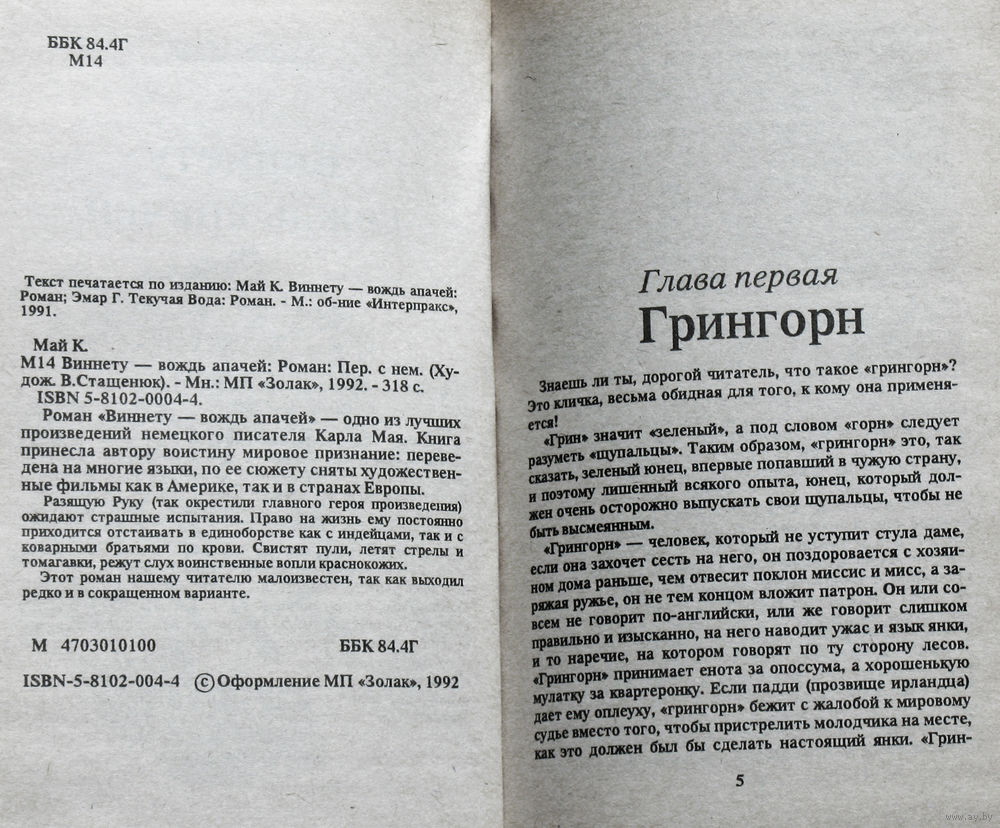 ББК 84.4Г
М14
Текст печатается по изданию: Май К. Виннету — вождь апачей:
Роман; Эмар Г. Текучая Вода: Роман. - М.: об-ние «Интерпракс»,
1991.
Май К.
М14 Виннету — вождь апачей: Роман: Пер. с нем. (Ху-
дож. В.Стащенюк). - Мн.: МП «Золак», 1992. - 318 с.
ISBN 5-8102-0004-4.
Роман «Виннету — вождь апачей» — одно из лучших
произведений немецкого писателя Карла Мая. Книга
принесла автору воистину мировое признание: переве-
дена на многие языки, по ее сюжету сняты художествен-
ные фильмы как в Америке, так и в странах Европы.
Разящую Руку (так окрестили главного героя произведения)
ожидают страшные испытания. Право на жизнь ему постоянно
приходится отстаивать в единоборстве как с индейцами, так и с
коварными братьями по крови. Свистят пули, летят стрелы и
томагавки, режут слух воинственные вопли краснокожих.
Этот роман нашему читателю малоизвестен, так как выходил
редко и в сокращенном варианте.
М 4703010100 ББК 84.4Г
ISBN-5-8102-004-4 © Оформление МП «Золак», 1992
Глава первая
Грингорн
Знаешь ли ты, дорогой читатель, что такое «грингорн»?
Это кличка, весьма обидная для того, к кому она применя-
ется!
«Грин» значит «зеленый», а под словом «горн» следует
разуметь «щупальцы». Таким образом, «грингорн» это, так
сказать, зеленый юнец, впервые попавший в чужую страну,
и поэтому лишенный всякого опыта, юнец, который дол-
жен очень осторожно выпускать свои щупальцы, чтобы не
быть высмеянным.
«Грингорн» — человек, который не уступит стула даме,
если она захочет сесть на него, он поздоровается с хозяи-
ном дома раньше, чем отвесит поклон миссис и мисс, а за-
ряжая ружье, он не тем концом вложит патрон. Он или со-
всем не говорит по-английски, или же говорит слишком
правильно и изысканно, на него наводит ужас и язык янки,
и то наречие, на котором говорят по ту сторону лесов.
«Грингорн» принимает енота за опоссума, а хорошенькую
мулатку за квартеронку. Если падди (прозвище ирландца)
дает ему оплеуху, «грингорн» бежит с жалобой к мировому
судье вместо того, чтобы пристрелить молодчика на месте,
как это должен был бы сделать настоящий янки. «Грин-
5
www.ay.by